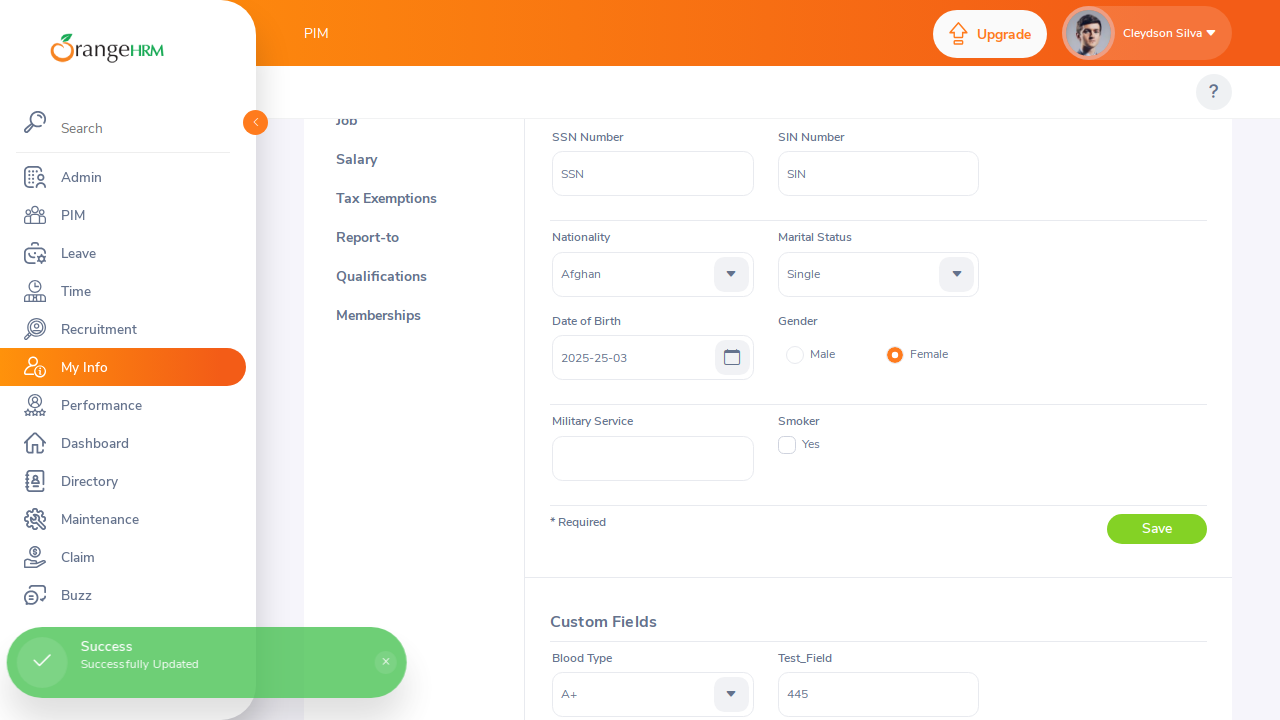 PIM
Upgrade
Cleydson Silva
OrangeHRM
?
Search
Admin
PIM
Leave
Time
Recruitment
My Info
Performance
Dashboard
Directory
Maintenance
Claim
Buzz
Job
Salary
Tax Exemptions
Report-to
Qualifications
Memberships
SSN Number
SIN Number
SSN
SIN
Nationality
Marital Status
Afghan
Single
Date of Birth
Gender
2025-25-03
Male
Female
Military Service
Smoker
Yes
* Required
Save
Custom Fields
Blood Type
Test_Field
A+
445
Success
Successfully Updated
×